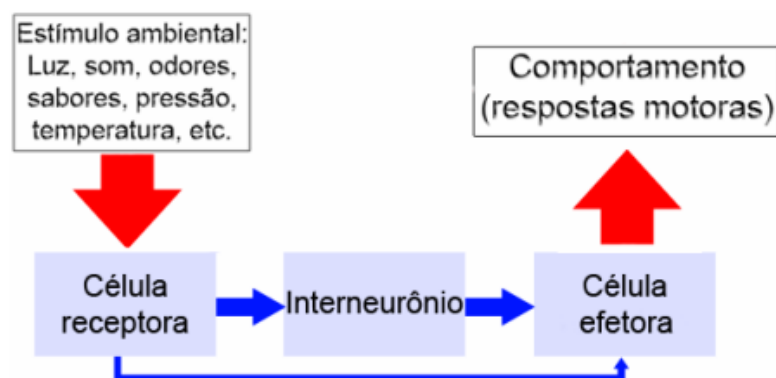 Estímulo ambiental:
Luz, som, odores,
sabores, pressão,
temperatura, etc.
Comportamento
(respostas motoras)
Célula
receptora
Interneurônio
Célula
efetora